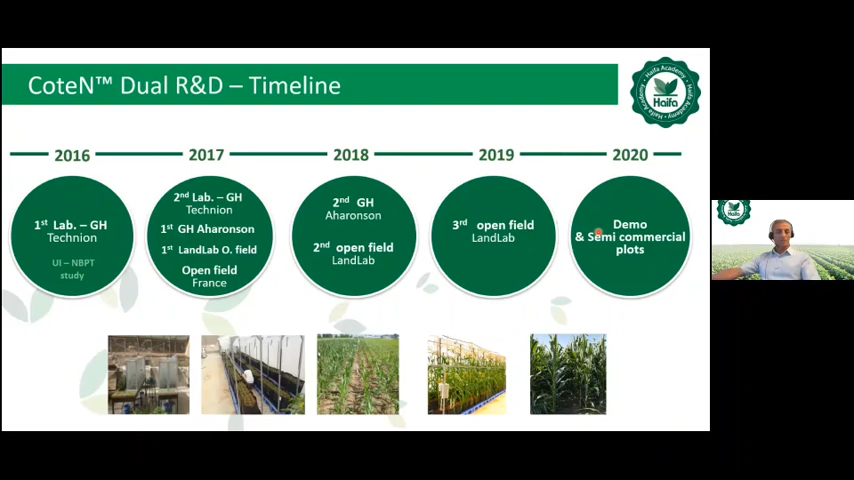 CoteN™ Dual R&D – Timeline
Haifa Academy
Haifa
2016
2017
2018
2019
2020
1st Lab. – GH
Technion
UI – NBPT
study
2nd Lab. – GH
Technion
1st GH Aharonson
1st LandLab O. field
Open field
France
2nd GH
Aharonson
2nd open field
LandLab
3rd open field
LandLab
Demo
& Semi commercial
plots
Haifa